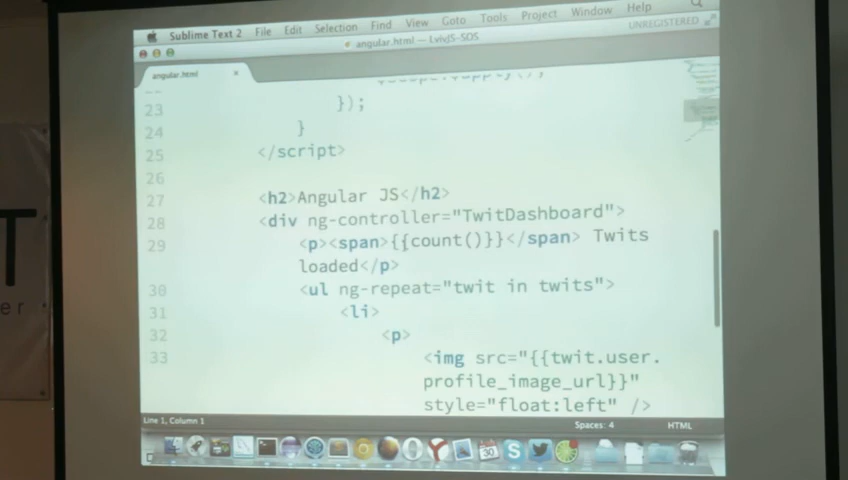 Sublime Text 2 File Edit Selection Find View Goto Tools Project Window Help
UNREGISTERED
angular.html — LvivJS-SOS
angular.html
23 });
24 }
25 </script>
26
27 <h2>Angular JS</h2>
28 <div ng-controller="TwitDashboard">
29 <p><span>{{count()}}</span> Twits
loaded</p>
30 <ul ng-repeat="twit in twits">
31 <li>
32 <p>
33 <img src="{{twit.user.
profile_image_url}}"
style="float:left" />
Line 1, Column 1 Spaces: 4 HTML
T
er